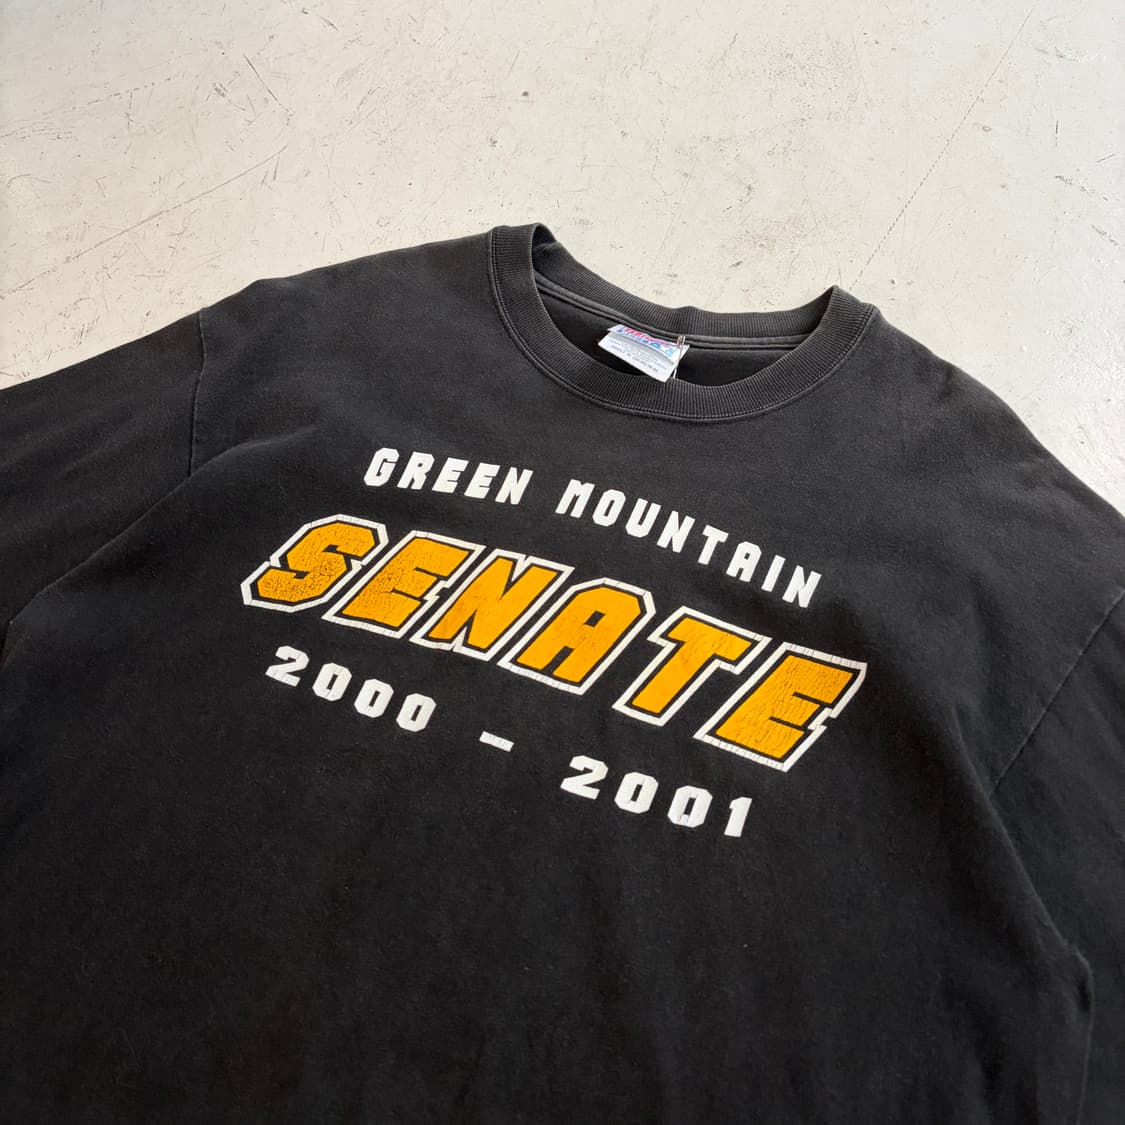 GREEN MOUNTAIN
SENATE
2000 - 2001